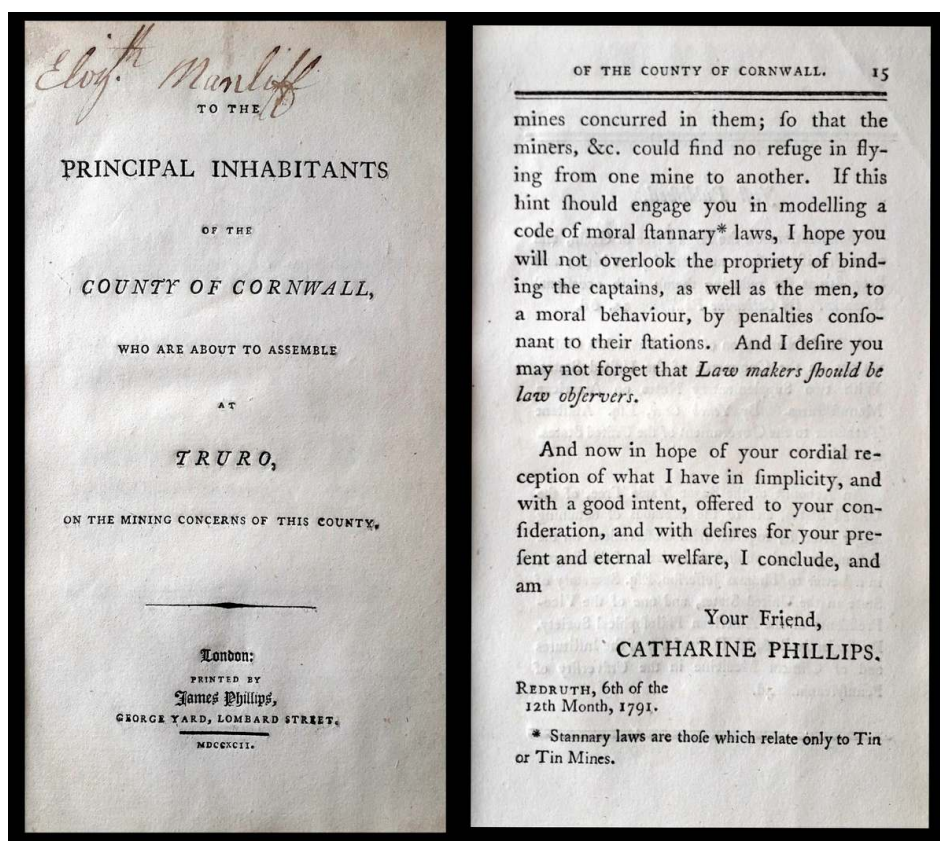 Elizth. Nunliff
TO THE
PRINCIPAL INHABITANTS
OF THE
COUNTY OF CORNWALL,
WHO ARE ABOUT TO ASSEMBLE
AT
TRURO,
ON THE MINING CONCERNS OF THIS COUNTY.
London:
PRINTED BY
James Phillips,
GEORGE YARD, LOMBARD STREET.
MDCCXCII.
OF THE COUNTY OF CORNWALL. 15
mines concurred in them; ſo that the
miners, &c. could find no refuge in fly-
ing from one mine to another. If this
hint ſhould engage you in modelling a
code of moral ſtannary* laws, I hope you
will not overlook the propriety of bind-
ing the captains, as well as the men, to
a moral behaviour, by penalties conſo-
nant to their ſtations. And I deſire you
may not forget that Law makers ſhould be
law obſervers.
And now in hope of your cordial re-
ception of what I have in ſimplicity, and
with a good intent, offered to your con-
ſideration, and with deſires for your pre-
ſent and eternal welfare, I conclude, and
am
Your Friend,
CATHARINE PHILLIPS.
REDRUTH, 6th of the
12th Month, 1791.
* Stannary laws are thoſe which relate only to Tin
or Tin Mines.